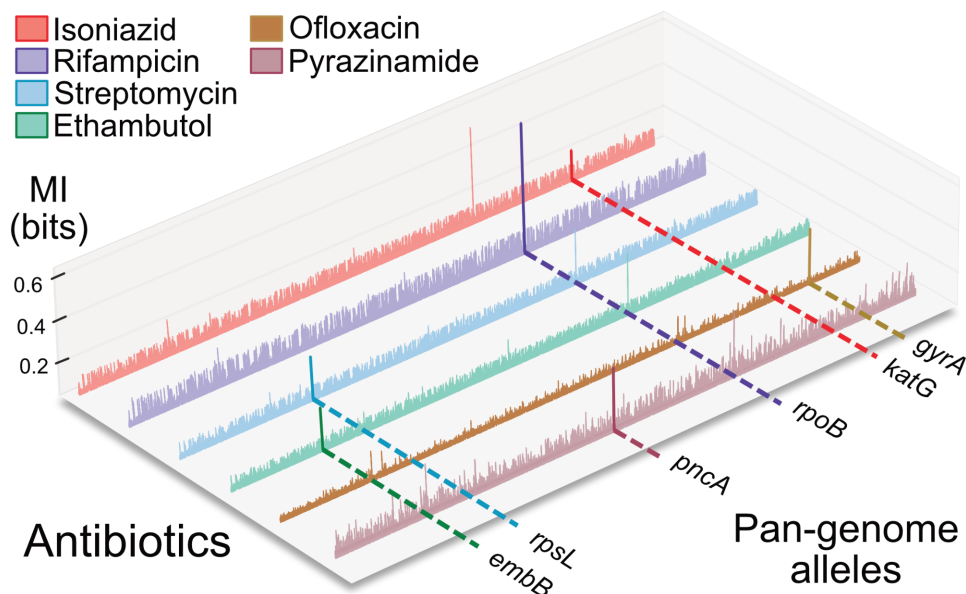 Isoniazid
Rifampicin
Streptomycin
Ethambutol
Ofloxacin
Pyrazinamide
MI
(bits)
0.6
0.4
0.2
gyrA
katG
rpoB
pncA
rpsL
embB
Antibiotics
Pan-genome
alleles